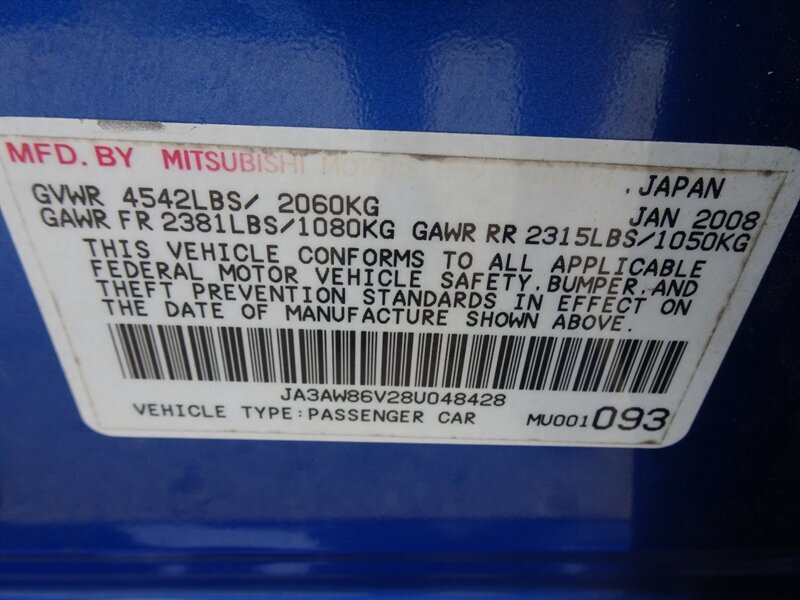 MFD. BY MITSUBISHI MOTORS
, JAPAN
GVWR 4542LBS/ 2060KG JAN 2008
GAWR FR 2381LBS/1080KG GAWR RR 2315LBS/1050KG
THIS VEHICLE CONFORMS TO ALL APPLICABLE
FEDERAL MOTOR VEHICLE SAFETY, BUMPER, AND
THEFT PREVENTION STANDARDS IN EFFECT ON
THE DATE OF MANUFACTURE SHOWN ABOVE.
JA3AW86V28U048428
VEHICLE TYPE:PASSENGER CAR MU001093